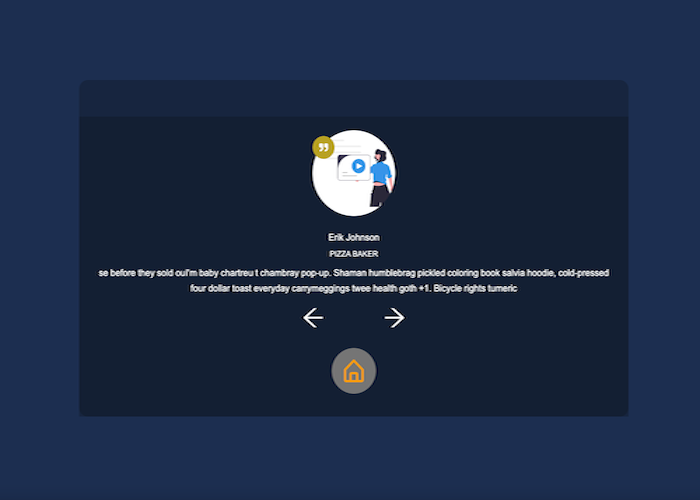 Erik Johnson
PIZZA BAKER
se before they sold ouI'm baby chartreu t chambray pop-up. Shaman humblebrag pickled coloring book salvia hoodie, cold-pressed
four dollar toast everyday carrymeggings twee health goth +1. Bicycle rights tumeric